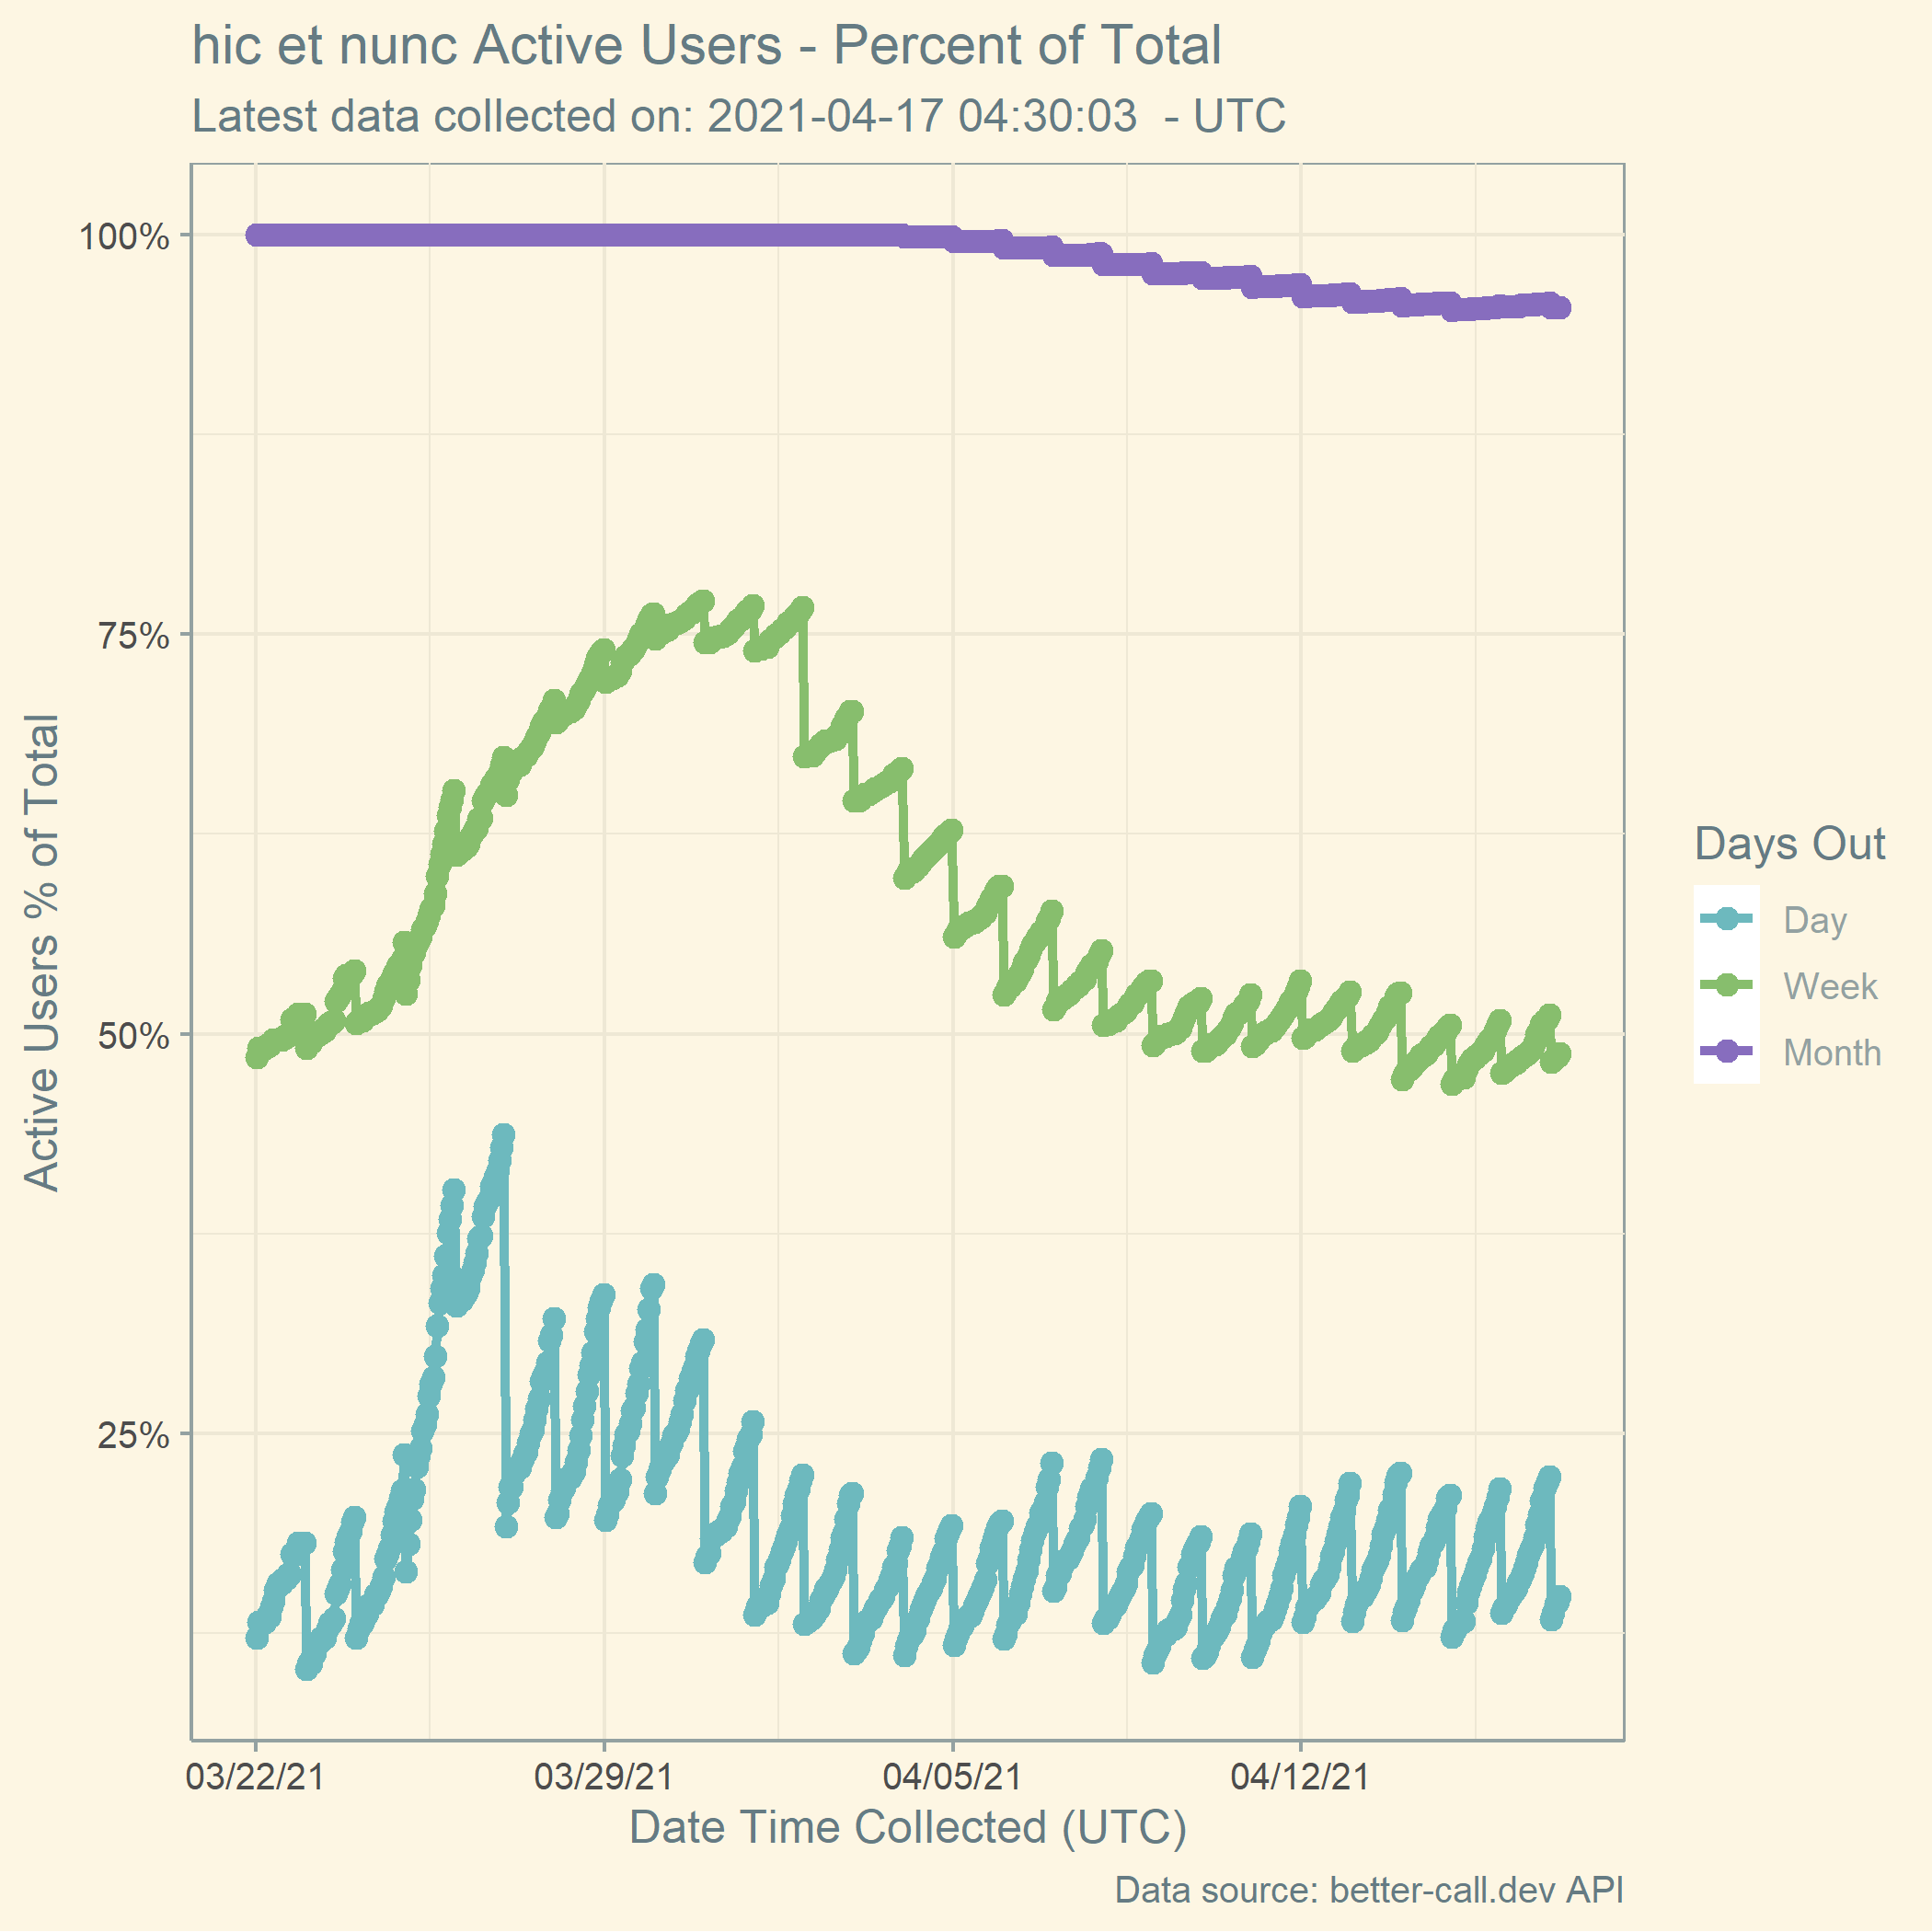 hic et nunc Active Users - Percent of Total
Latest data collected on: 2021-04-17 04:30:03  - UTC
Active Users % of Total
100%
75%
50%
25%
03/22/21
03/29/21
04/05/21
04/12/21
Date Time Collected (UTC)
Days Out
Day
Week
Month
Data source: better-call.dev API